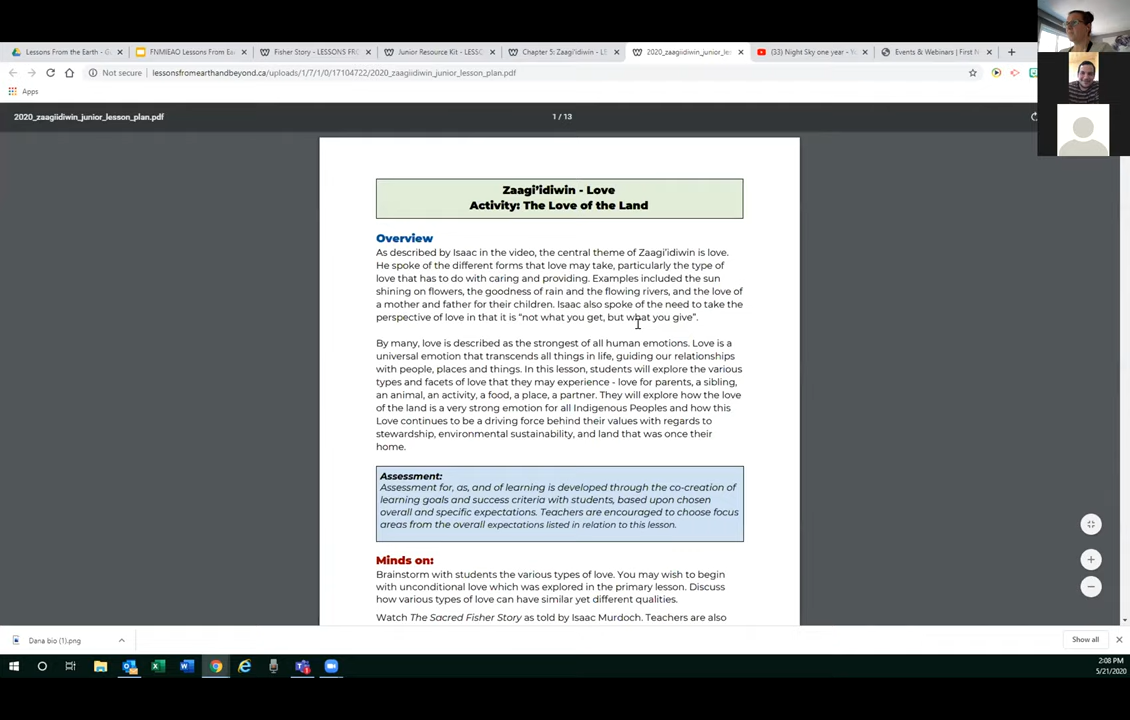 Lessons From the Earth - G
FNMIEAO Lessons From Ea
Fisher Story - LESSONS FRO
Junior Resource Kit - LESSO
Chapter 5: Zaagi'idiwin - LS
2020_zaagiidiwin_junior_les
(33) Night Sky one year - Yo
Events & Webinars | First N
Not secure
lessonsfromearthandbeyond.ca/uploads/1/7/1/0/17104722/2020_zaagiidiwin_junior_lesson_plan.pdf
Apps
2020_zaagiidiwin_junior_lesson_plan.pdf
1 / 13
Zaagi'idiwin - Love
Activity: The Love of the Land
Overview
As described by Isaac in the video, the central theme of Zaagi'idiwin is love.
He spoke of the different forms that love may take, particularly the type of
love that has to do with caring and providing. Examples included the sun
shining on flowers, the goodness of rain and the flowing rivers, and the love of
a mother and father for their children. Isaac also spoke of the need to take the
perspective of love in that it is "not what you get, but what you give".
By many, love is described as the strongest of all human emotions. Love is a
universal emotion that transcends all things in life, guiding our relationships
with people, places and things. In this lesson, students will explore the various
types and facets of love that they may experience - love for parents, a sibling,
an animal, an activity, a food, a place, a partner. They will explore how the love
of the land is a very strong emotion for all Indigenous Peoples and how this
Love continues to be a driving force behind their values with regards to
stewardship, environmental sustainability, and land that was once their
home.
Assessment:
Assessment for, as, and of learning is developed through the co-creation of
learning goals and success criteria with students, based upon chosen
overall and specific expectations. Teachers are encouraged to choose focus
areas from the overall expectations listed in relation to this lesson.
Minds on:
Brainstorm with students the various types of love. You may wish to begin
with unconditional love which was explored in the primary lesson. Discuss
how various types of love can have similar yet different qualities.
Watch The Sacred Fisher Story as told by Isaac Murdoch. Teachers are also
Dana bio (1).png
Show all
2:08 PM
5/21/2020